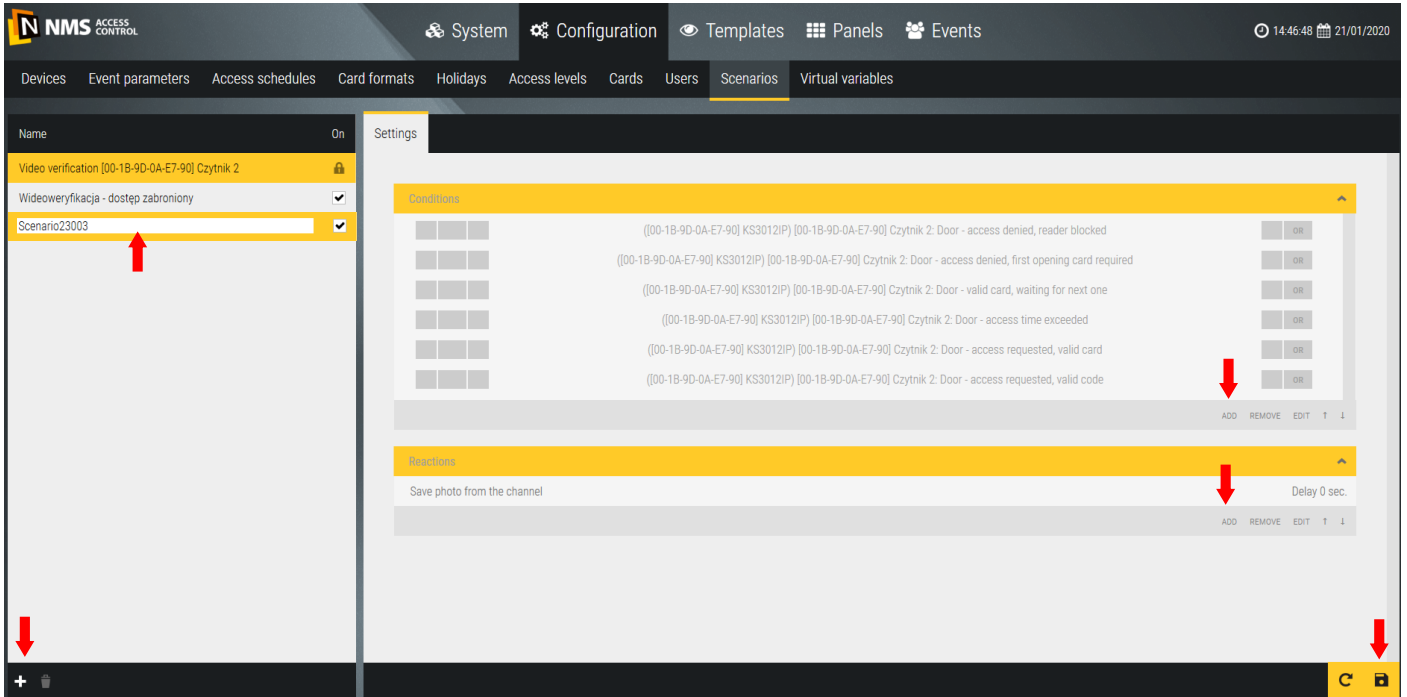 N NMS ACCESS CONTROL
System Configuration Templates Panels Events
14:46:48 21/01/2020
Devices Event parameters Access schedules Card formats Holidays Access levels Cards Users Scenarios Virtual variables
Name On
Video verification [00-1B-9D-0A-E7-90] Czytnik 2
Wideoweryfikacja - dostęp zabroniony
Scenario23003
Settings
Conditions
([00-1B-9D-0A-E7-90] KS3012IP) [00-1B-9D-0A-E7-90] Czytnik 2: Door - access denied, reader blocked OR
([00-1B-9D-0A-E7-90] KS3012IP) [00-1B-9D-0A-E7-90] Czytnik 2: Door - access denied, first opening card required OR
([00-1B-9D-0A-E7-90] KS3012IP) [00-1B-9D-0A-E7-90] Czytnik 2: Door - valid card, waiting for next one OR
([00-1B-9D-0A-E7-90] KS3012IP) [00-1B-9D-0A-E7-90] Czytnik 2: Door - access time exceeded OR
([00-1B-9D-0A-E7-90] KS3012IP) [00-1B-9D-0A-E7-90] Czytnik 2: Door - access requested, valid card OR
([00-1B-9D-0A-E7-90] KS3012IP) [00-1B-9D-0A-E7-90] Czytnik 2: Door - access requested, valid code OR
ADD REMOVE EDIT ↑ ↓
Reactions
Save photo from the channel Delay 0 sec.
ADD REMOVE EDIT ↑ ↓